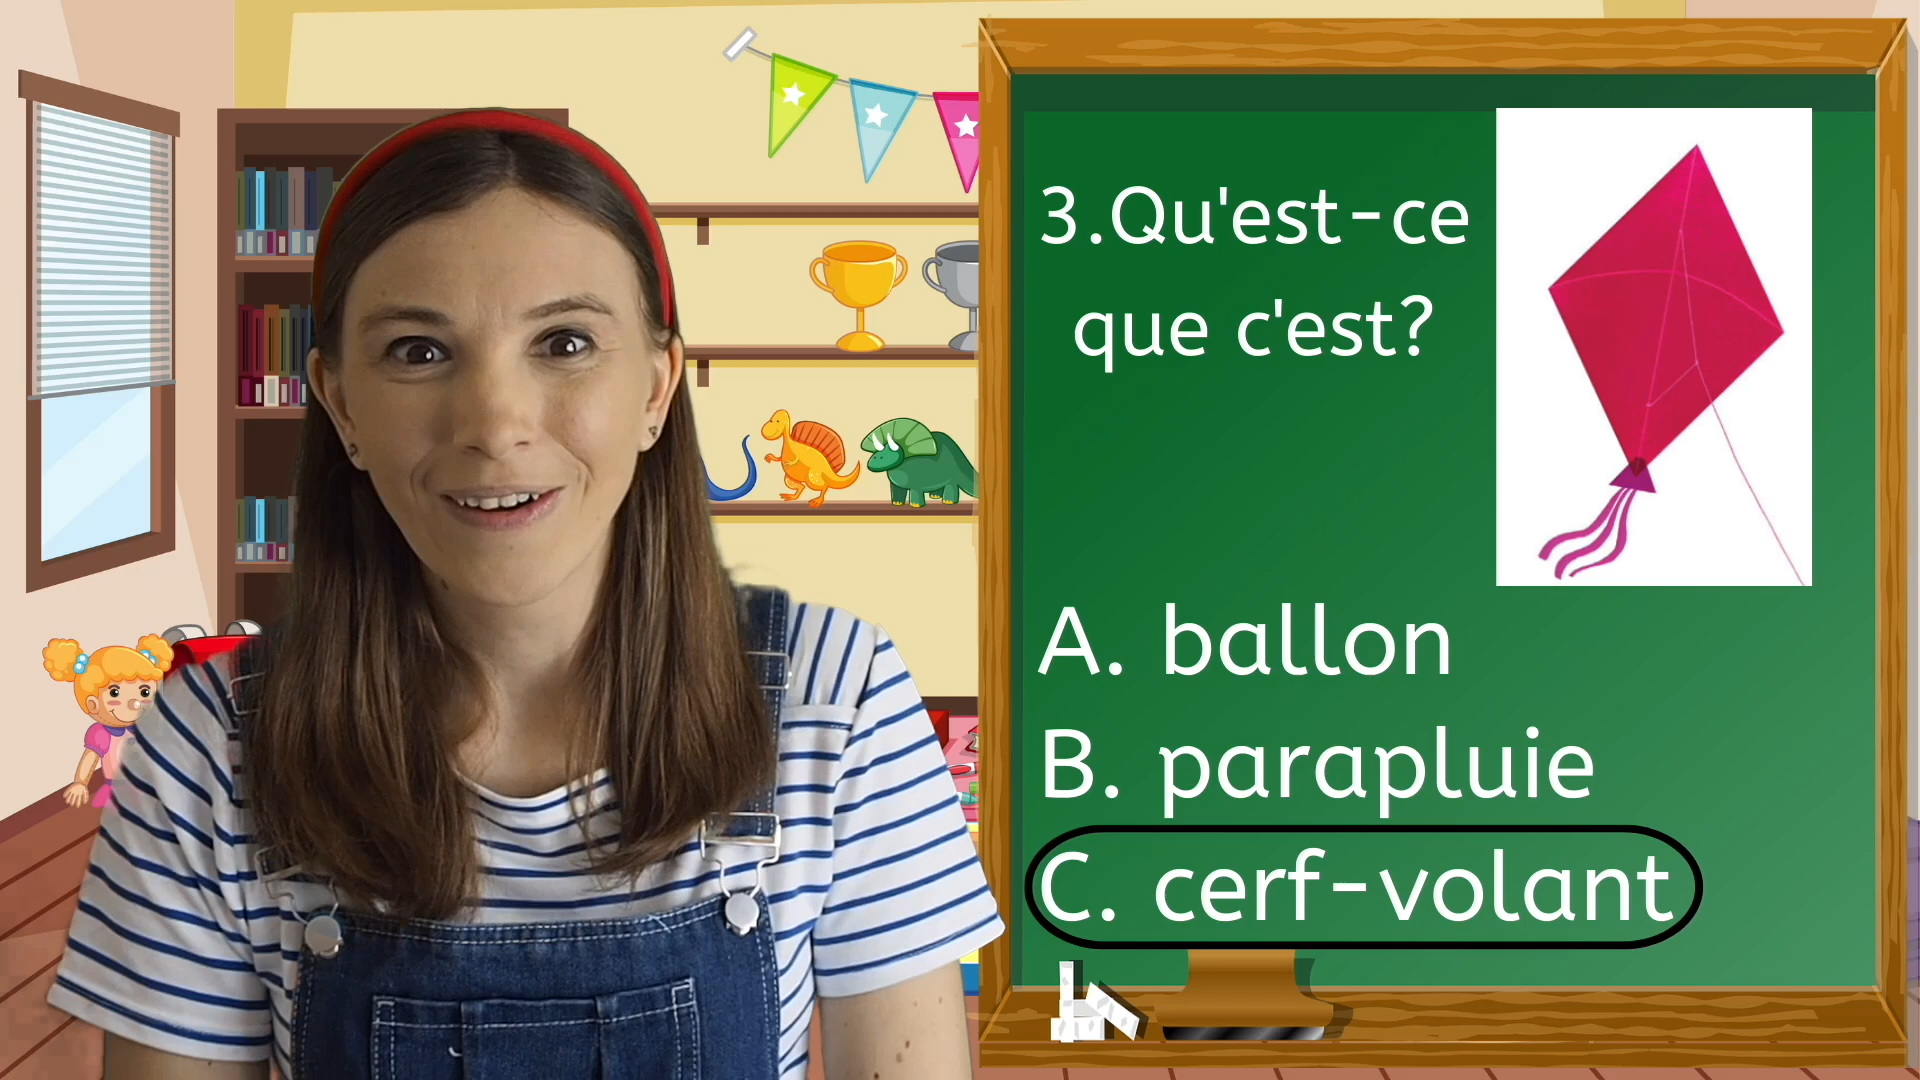 3.Qu'est-ce
que c'est?
A. ballon
B. parapluie
C. cerf-volant